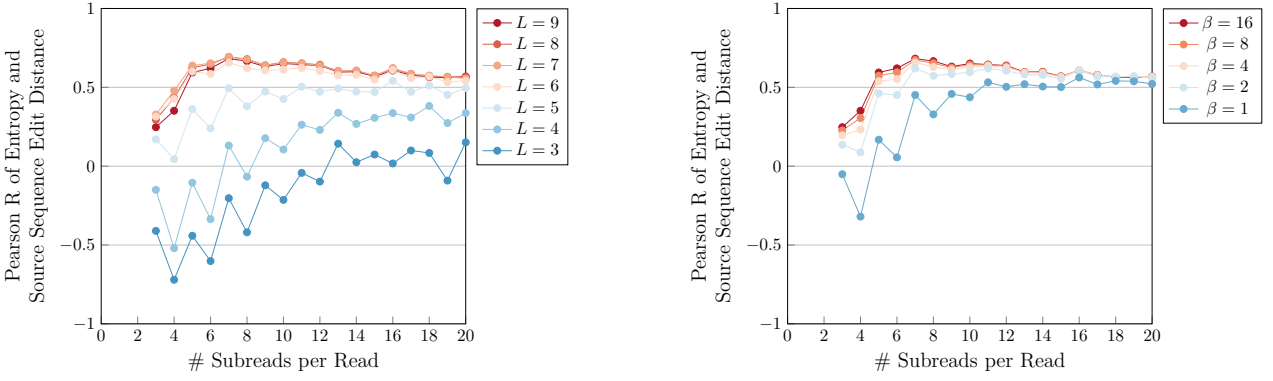 1
0.5
0
−0.5
−1
0 2 4 6 8 10 12 14 16 18 20
# Subreads per Read
Pearson R of Entropy and
Source Sequence Edit Distance
L = 9
L = 8
L = 7
L = 6
L = 5
L = 4
L = 3
1
0.5
0
−0.5
−1
0 2 4 6 8 10 12 14 16 18 20
# Subreads per Read
Pearson R of Entropy and
Source Sequence Edit Distance
β = 16
β = 8
β = 4
β = 2
β = 1